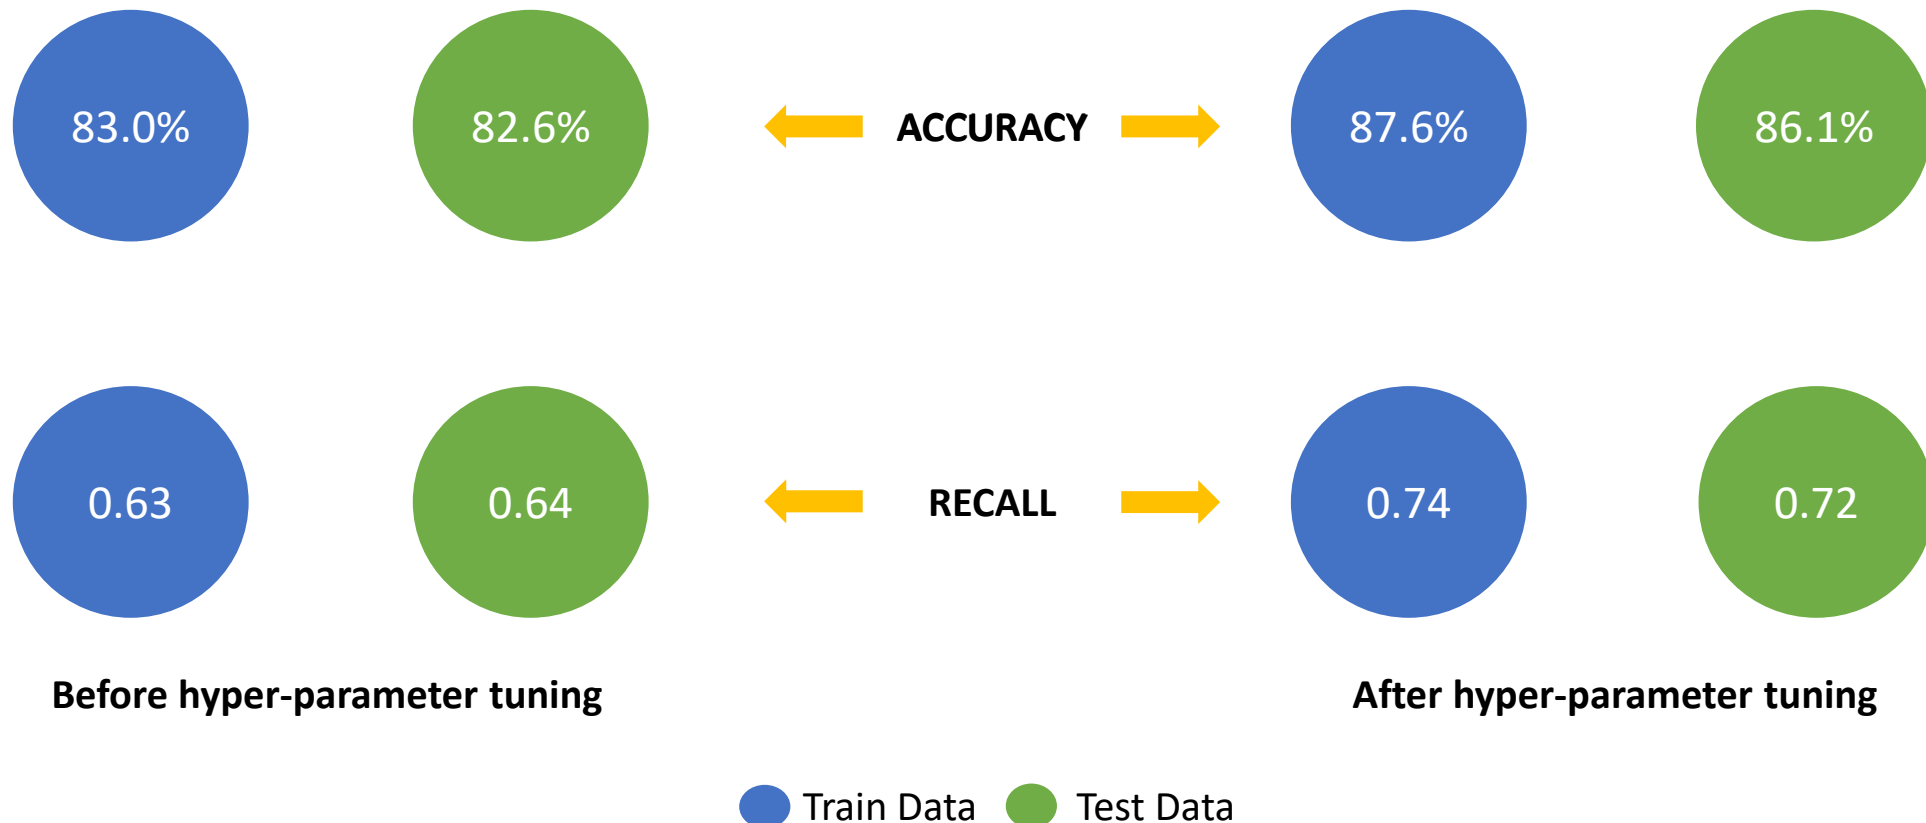 83.0% 82.6% ACCURACY 87.6% 86.1%
0.63 0.64 RECALL 0.74 0.72
Before hyper-parameter tuning After hyper-parameter tuning
Train Data Test Data